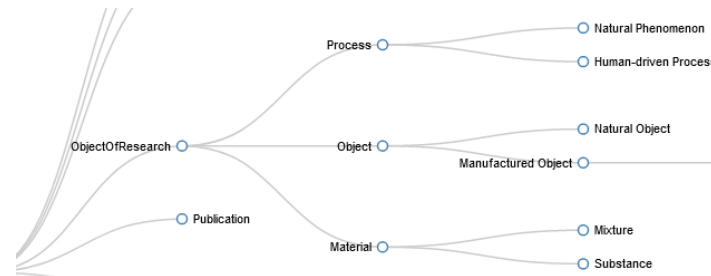 Natural Phenomenon
Process
Human-driven Proces
Natural Object
ObjectOfResearch
Object
Manufactured Object
Publication
Mixture
Material
Substance